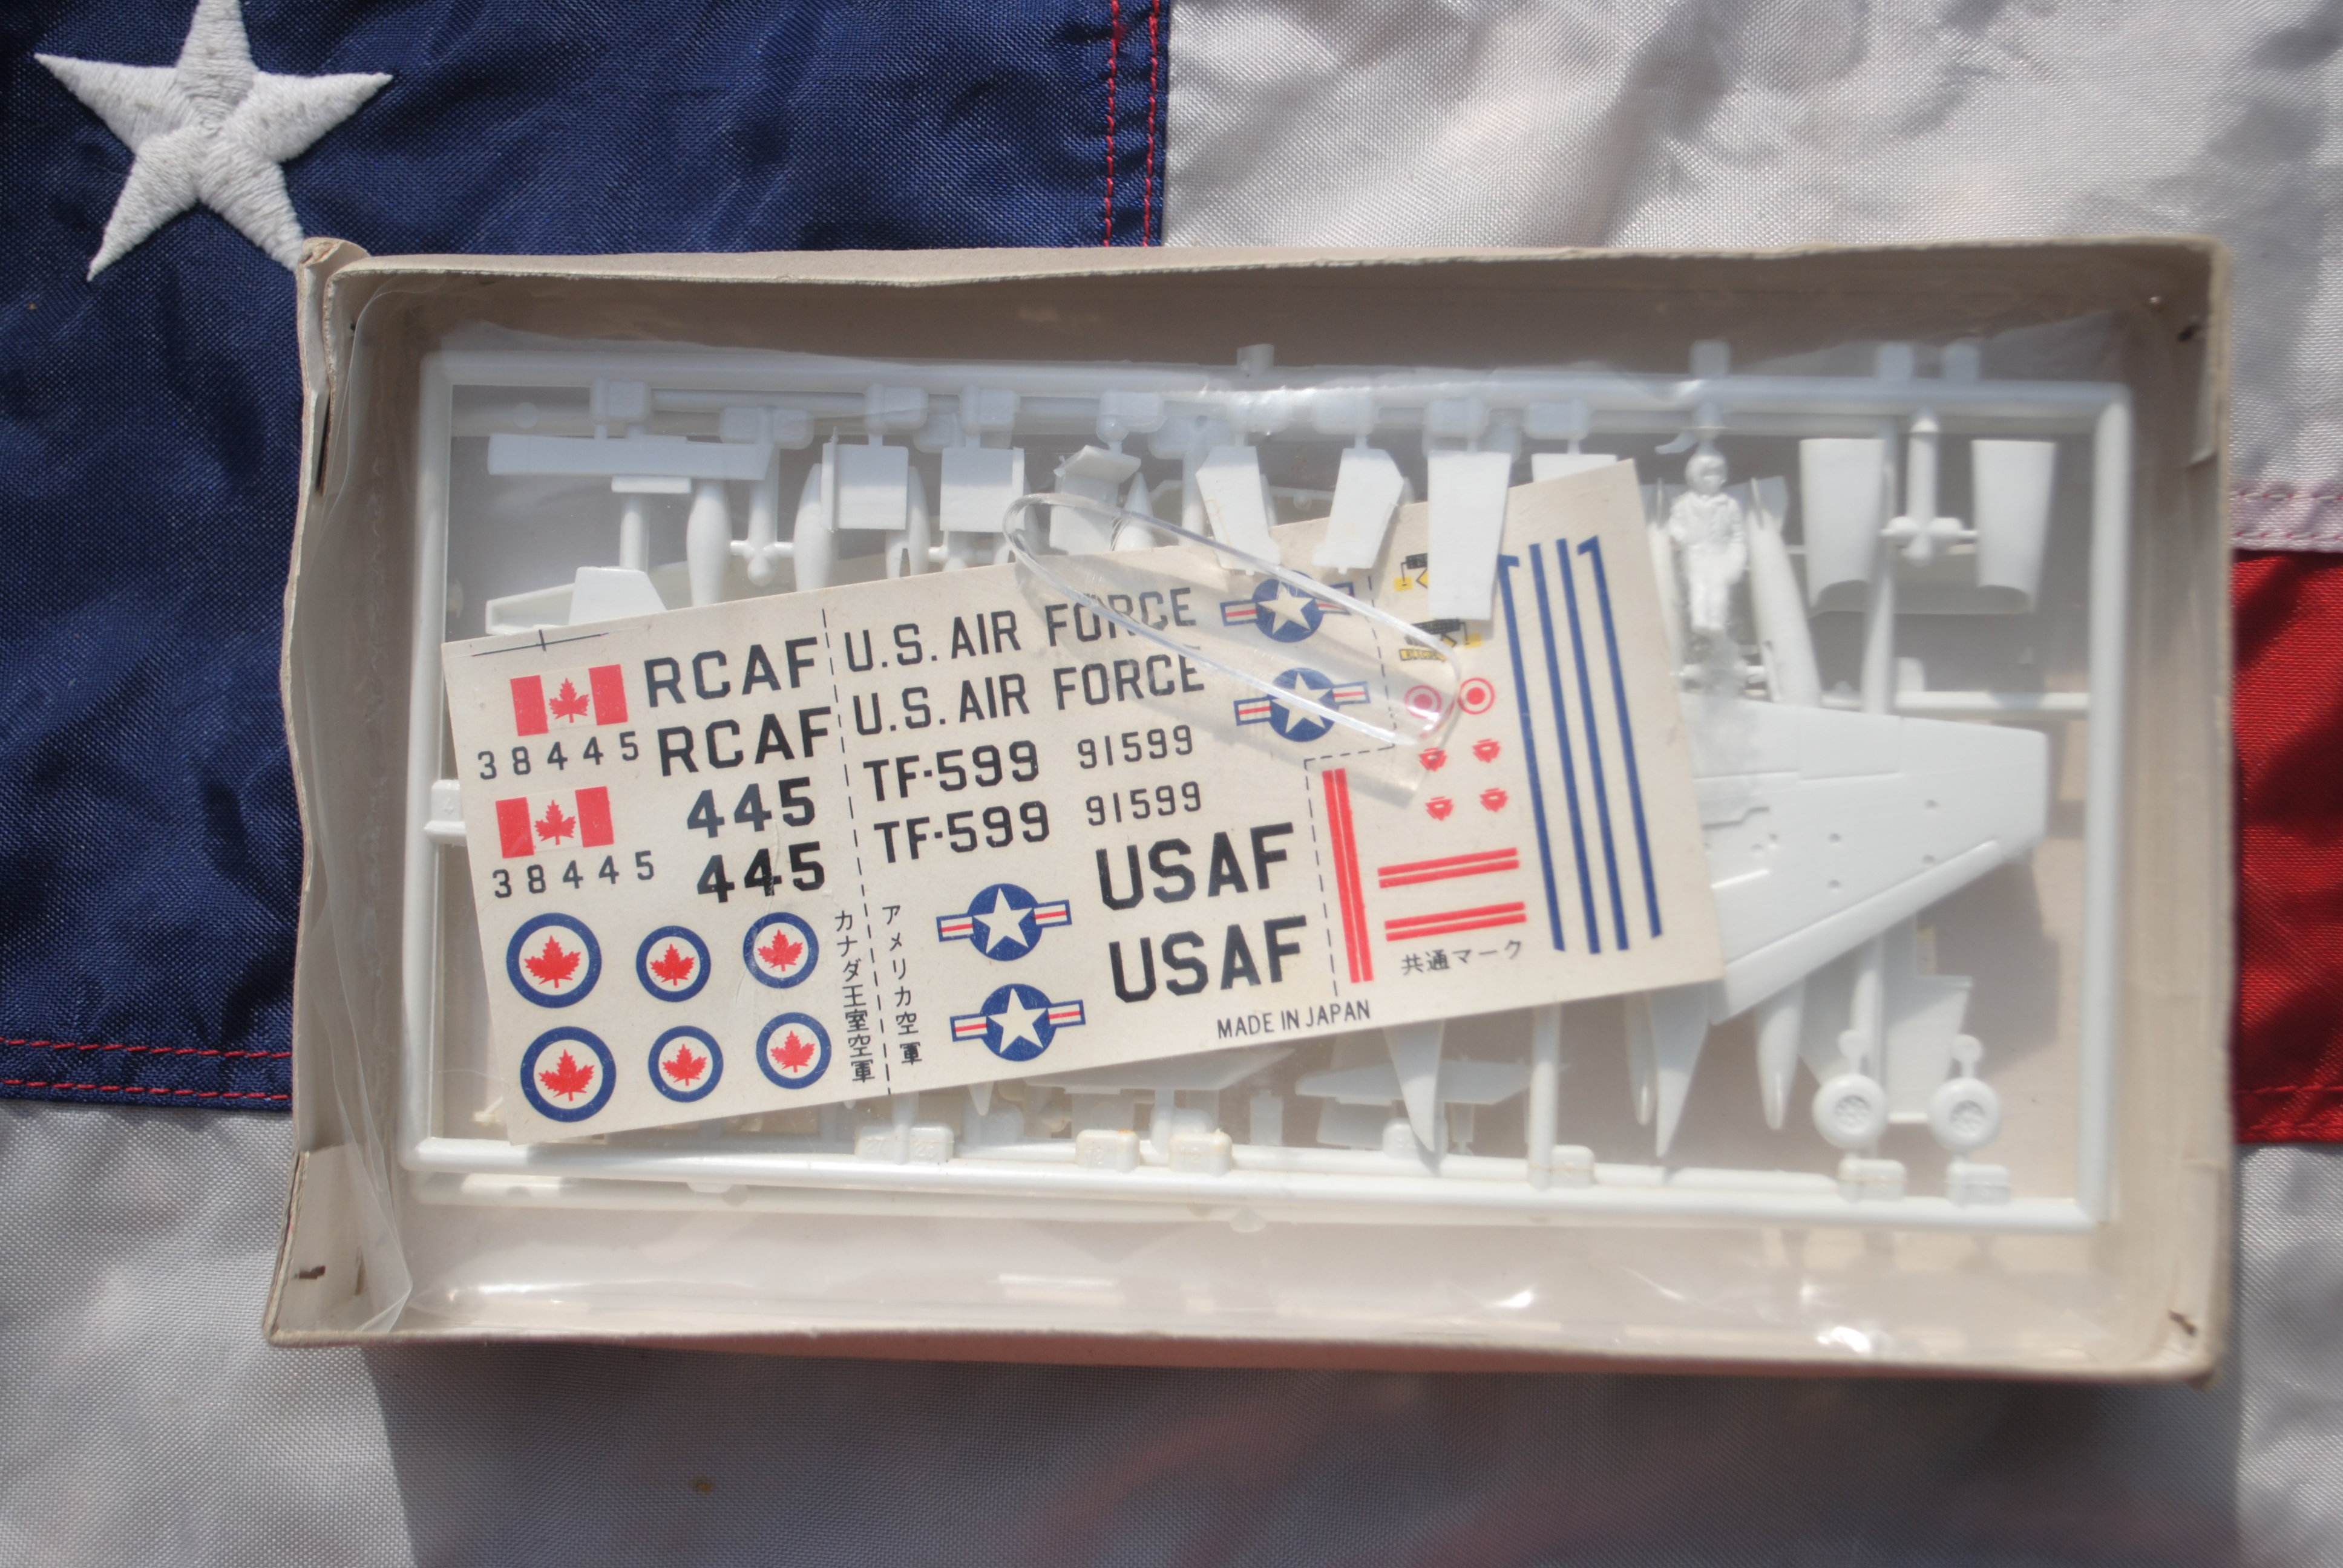 RCAF
38445
RCAF
445
38445
445
カナダ王室空軍
U.S. AIR FORCE
U.S. AIR FORCE
TF-599 91599
TF-599 91599
USAF
USAF
アメリカ空軍
共通マーク
MADE IN JAPAN